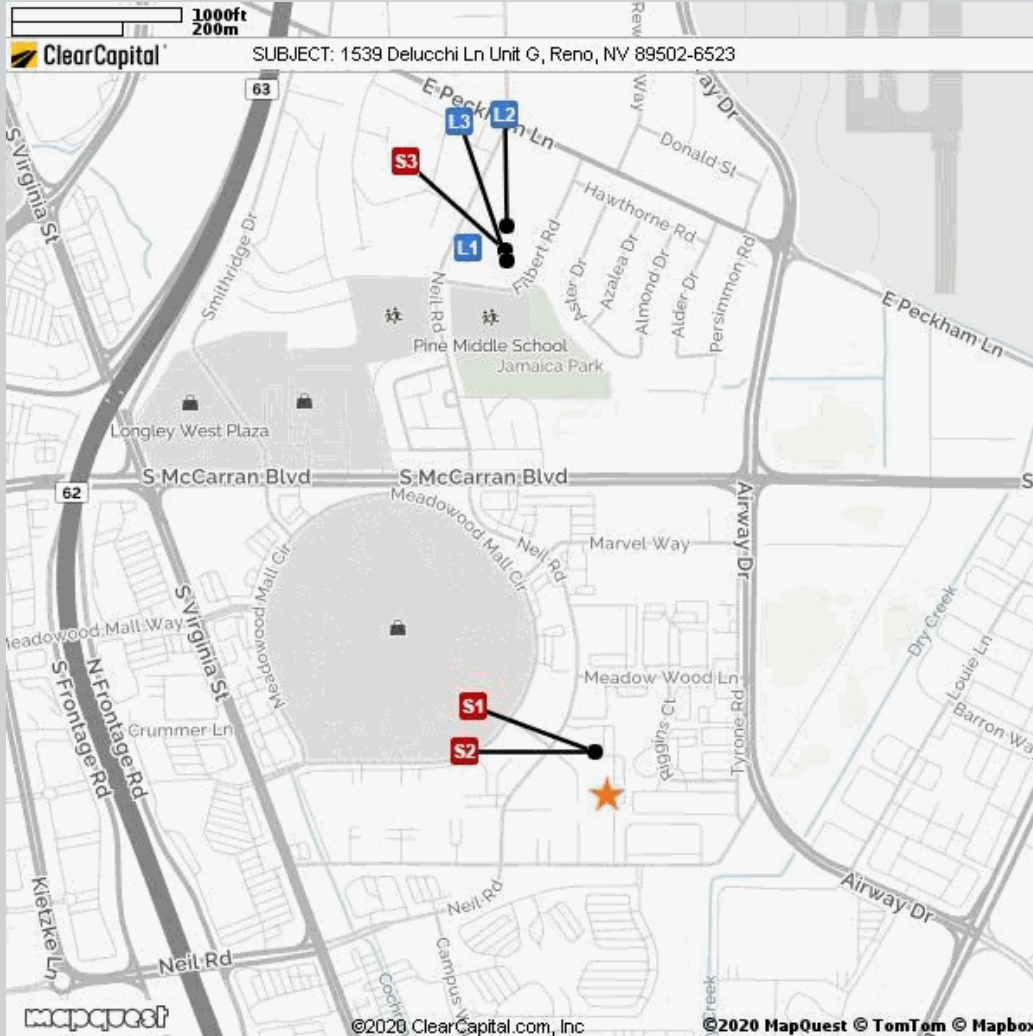 1000ft
200m
ClearCapital
SUBJECT: 1539 Delucchi Ln Unit G, Reno, NV 89502-6523
63
E Peckham Ln
L3
L2
Way
Donald St
S Virginia St
S3
Hawthorne Rd
Smithridge Dr
L1
Neil Rd
Filbert Rd
Aster Dr
Azalea Dr
Almond Dr
Alder Dr
Persimmon Rd
E Peckham Ln
Pine Middle School
Jamaica Park
Longley West Plaza
S McCarran Blvd
S McCarran Blvd
S
62
Meadowood Mall Cir
Airway Dr
Neil Rd
Marvel Way
Meadowood Mall Cir
S Virginia St
Meadowood Mall Way
Dry Creek
Louie Ln
Barron Wa
S Frontage Rd
N Frontage Rd
Crummer Ln
S1
S2
Meadow Wood Ln
Riggins Ct
Tyrone Rd
Airway Dr
Kietzke Ln
Neil Rd
Neil Rd
Campus W
Cochr
Creek
mapquest
©2020 ClearCapital.com, Inc
©2020 MapQuest © TomTom © Mapbo